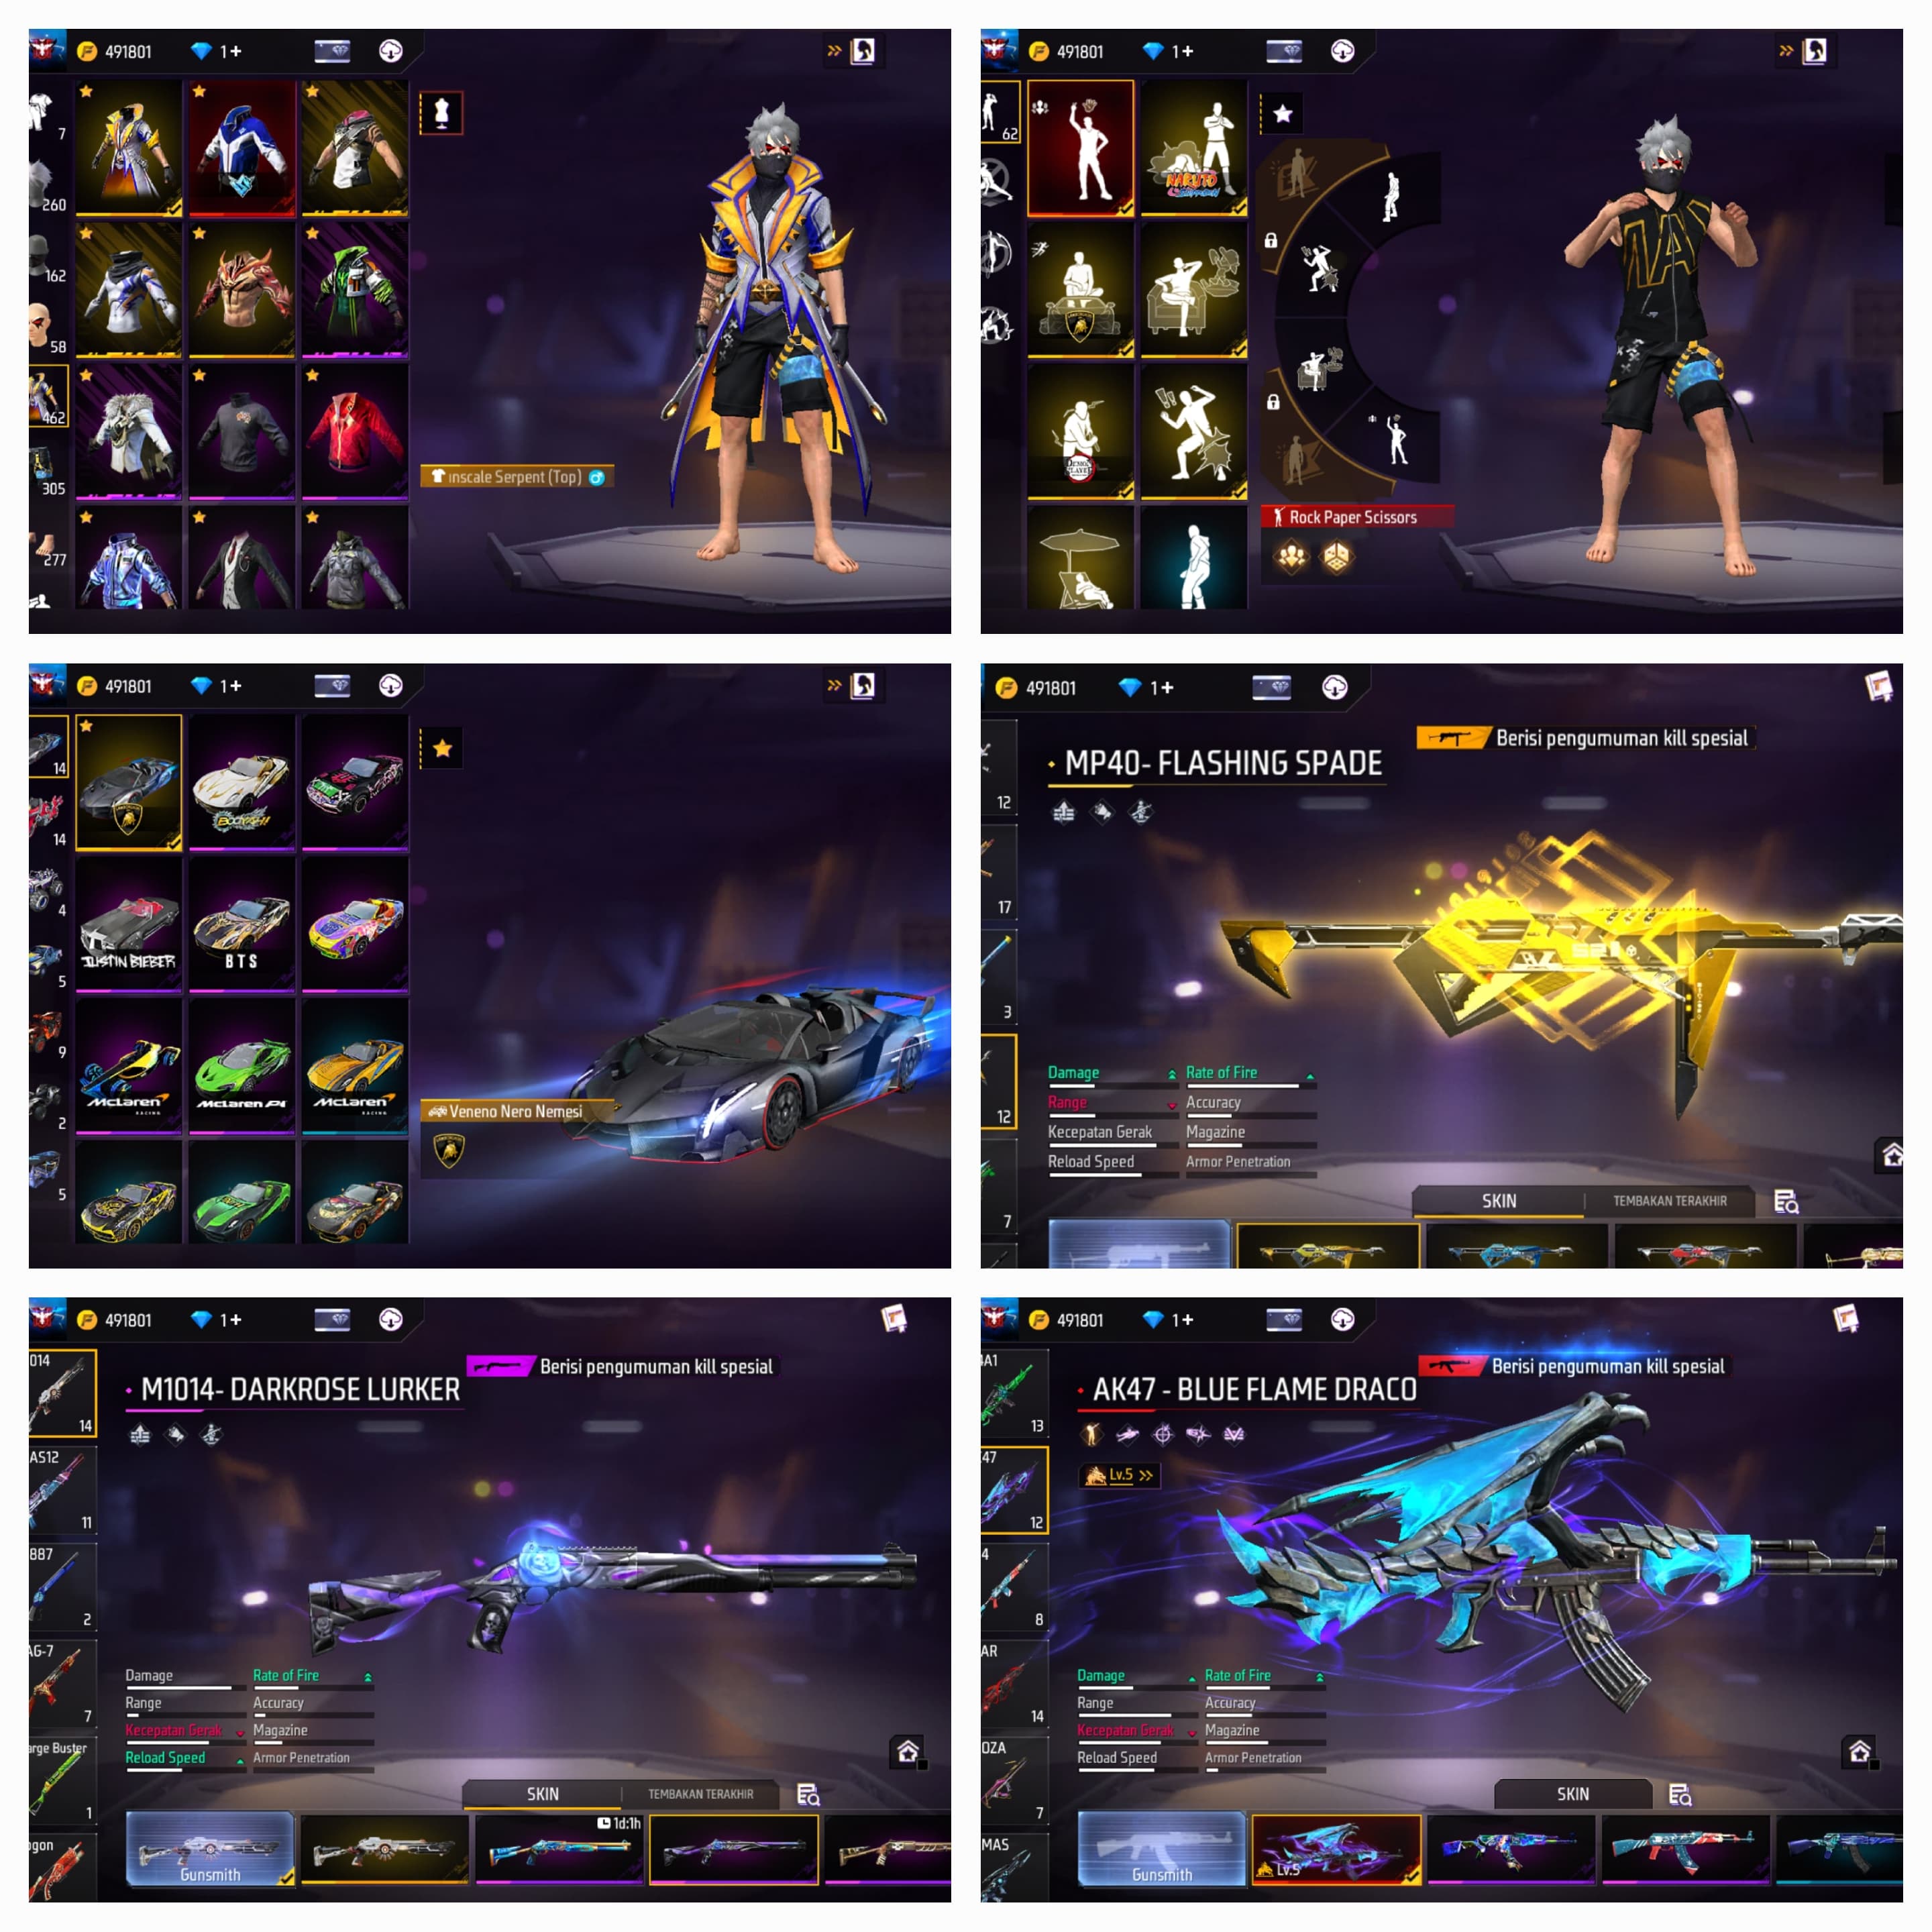 491801
1+
7
260
162
58
462
305
277
inscale Serpent (Top)
491801
1+
62
NARUTO
DEMON SLAYER
Rock Paper Scissors
491801
1+
14
14
4
5
9
2
5
BOOYAH!
JUSTIN BIEBER
BTS
McLaren
RACING
McLaren P1
McLaren
RACING
Veneno Nero Nemesi
491801
1+
Berisi pengumuman kill spesial
MP40- FLASHING SPADE
12
17
3
12
7
Damage
Rate of Fire
Range
Accuracy
Kecepatan Gerak
Magazine
Reload Speed
Armor Penetration
SKIN
TEMBAKAN TERAKHIR
491801
1+
Berisi pengumuman kill spesial
M1014- DARKROSE LURKER
014
14
AS12
11
887
2
AG-7
7
arge Buster
1
gon
Damage
Rate of Fire
Range
Accuracy
Kecepatan Gerak
Magazine
Reload Speed
Armor Penetration
SKIN
TEMBAKAN TERAKHIR
1d:1h
Gunsmith
491801
1+
Berisi pengumuman kill spesial
AK47 - BLUE FLAME DRACO
Lv.5
4A1
13
47
12
4
8
AR
14
OZA
7
MAS
Damage
Rate of Fire
Range
Accuracy
Kecepatan Gerak
Magazine
Reload Speed
Armor Penetration
SKIN
Gunsmith
Lv.5